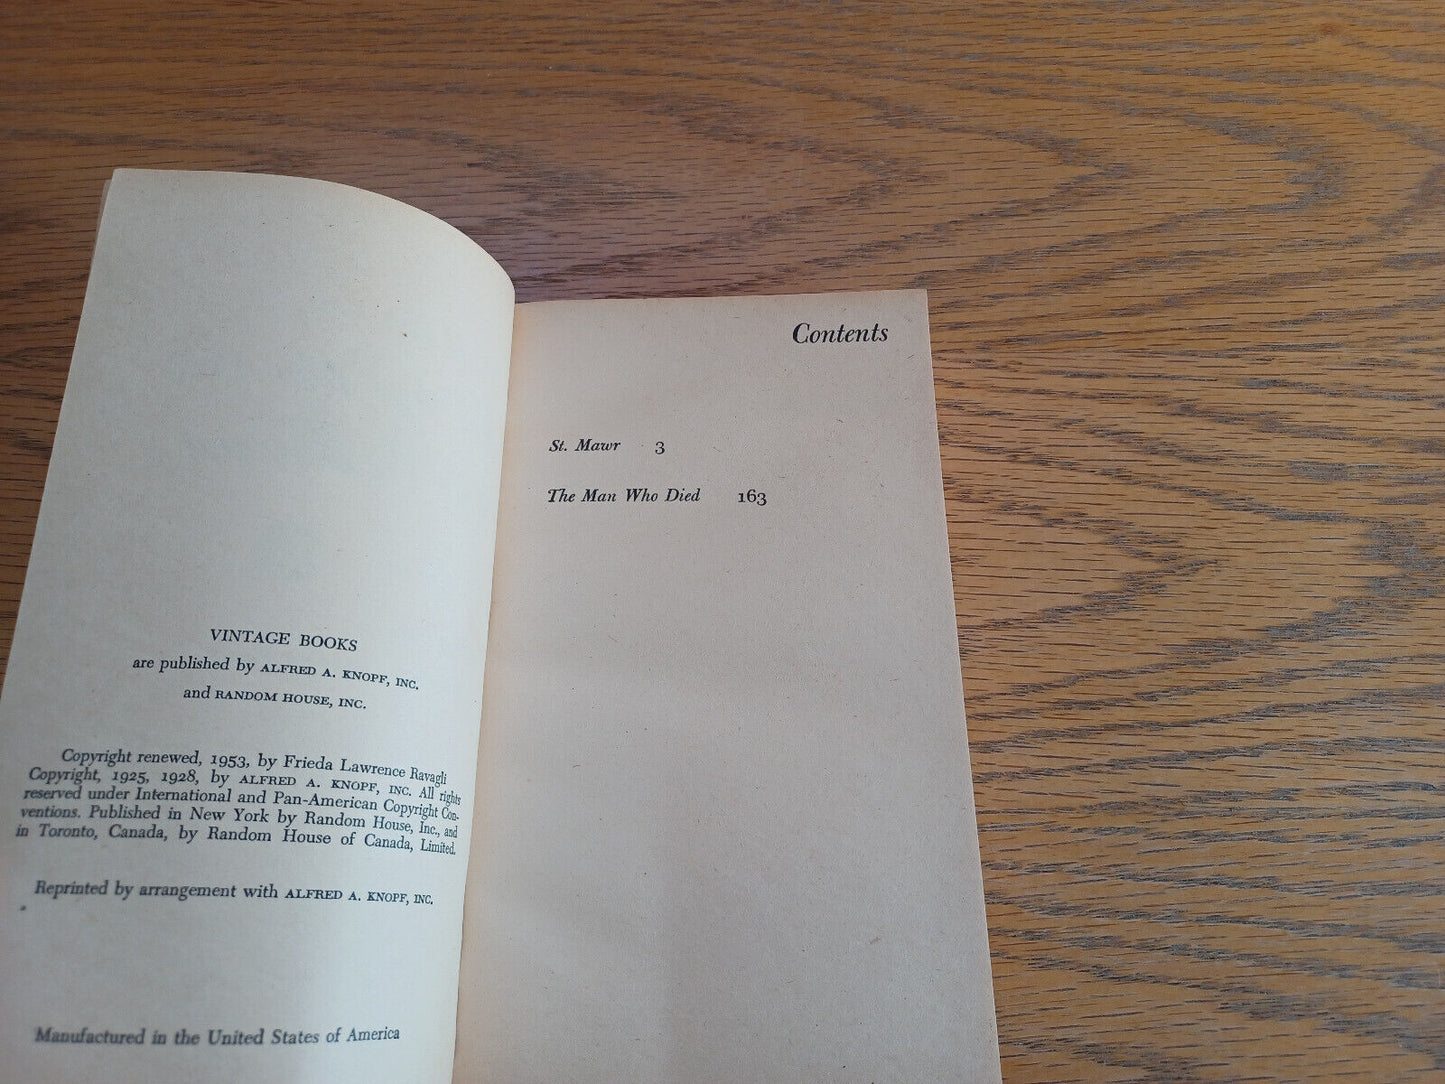 VINTAGE BOOKS
are published by ALFRED A. KNOPF, INC.
and RANDOM HOUSE, INC.
Copyright renewed, 1953, by Frieda Lawrence Ravagli
Copyright, 1925, 1928, by ALFRED A. KNOPF, INC. All rights
reserved under International and Pan-American Copyright Con-
ventions. Published in New York by Random House, Inc., and
in Toronto, Canada, by Random House of Canada, Limited.
Reprinted by arrangement with ALFRED A. KNOPF, INC.
Manufactured in the United States of America
Contents
St. Mawr 3
The Man Who Died 163